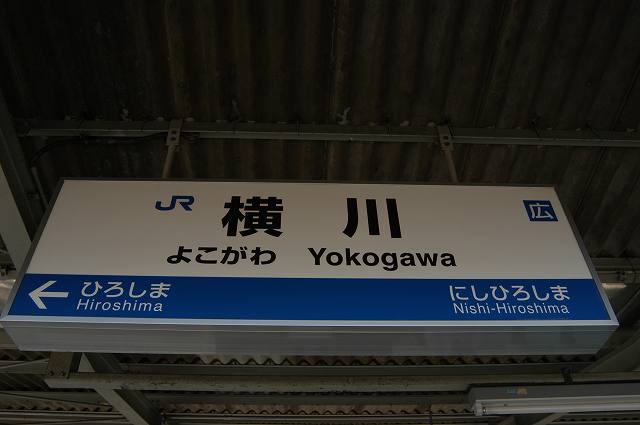 JR 横川 広
よこがわ Yokogawa
← ひろしま にしひろしま
Hiroshima Nishi-Hiroshima